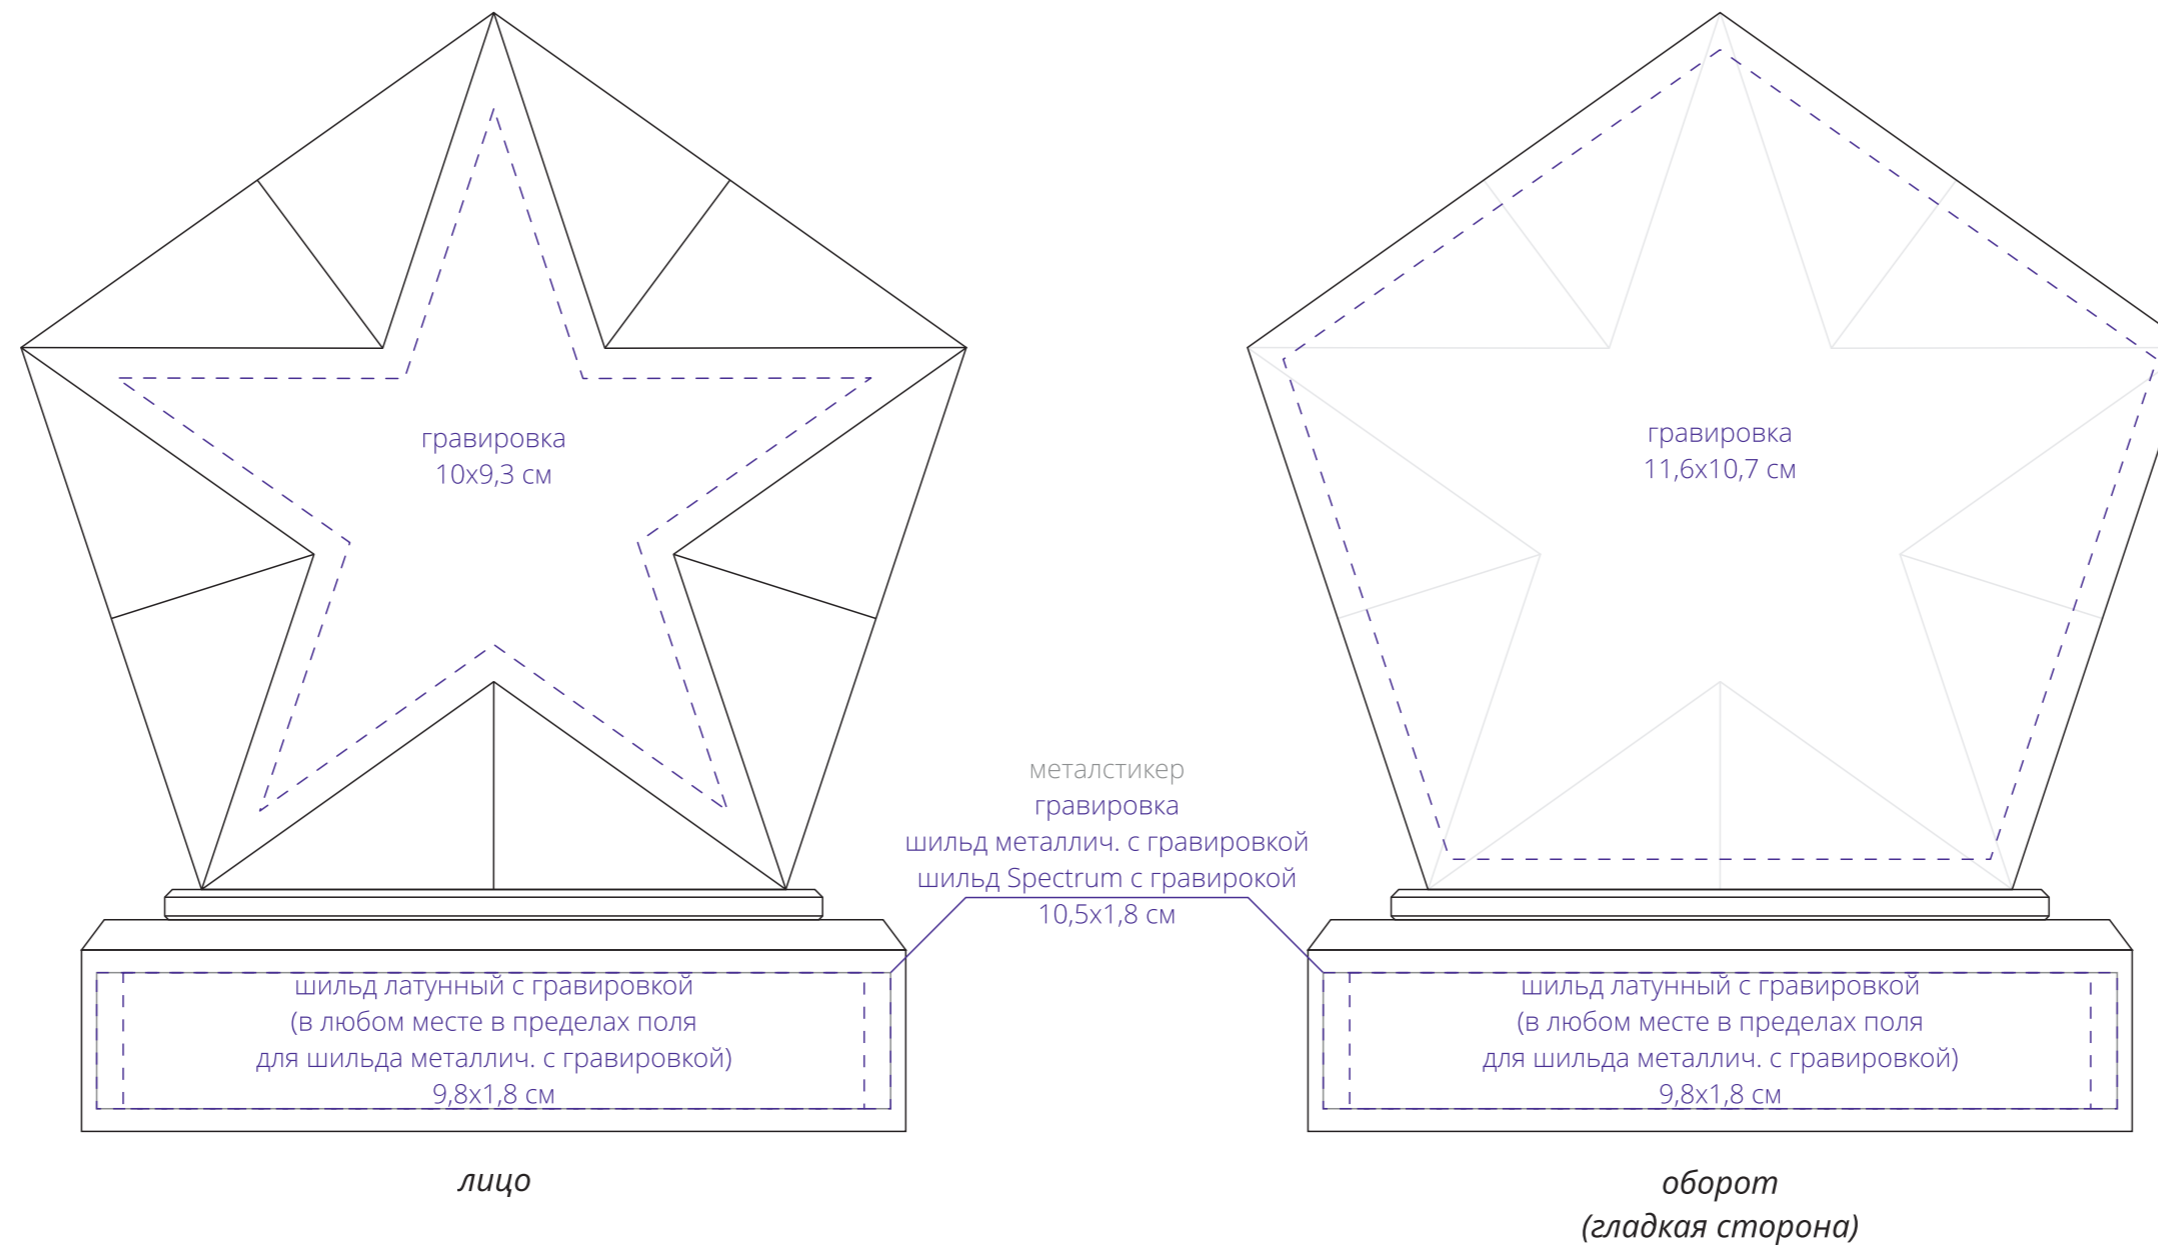 гравировка
10х9,3 см
гравировка
11,6х10,7 см
металстикер
гравировка
шильд металлич. с гравировкой
шильд Spectrum с гравирокой
10,5х1,8 см
шильд латунный с гравировкой
(в любом месте в пределах поля
для шильда металлич. с гравировкой)
9,8х1,8 см
шильд латунный с гравировкой
(в любом месте в пределах поля
для шильда металлич. с гравировкой)
9,8х1,8 см
лицо
оборот
(гладкая сторона)